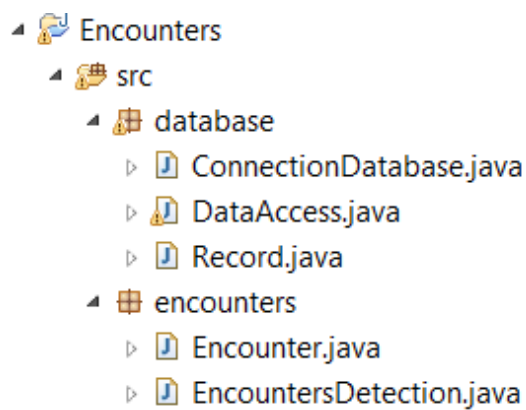 Encounters
src
database
ConnectionDatabase.java
DataAccess.java
Record.java
encounters
Encounter.java
EncountersDetection.java